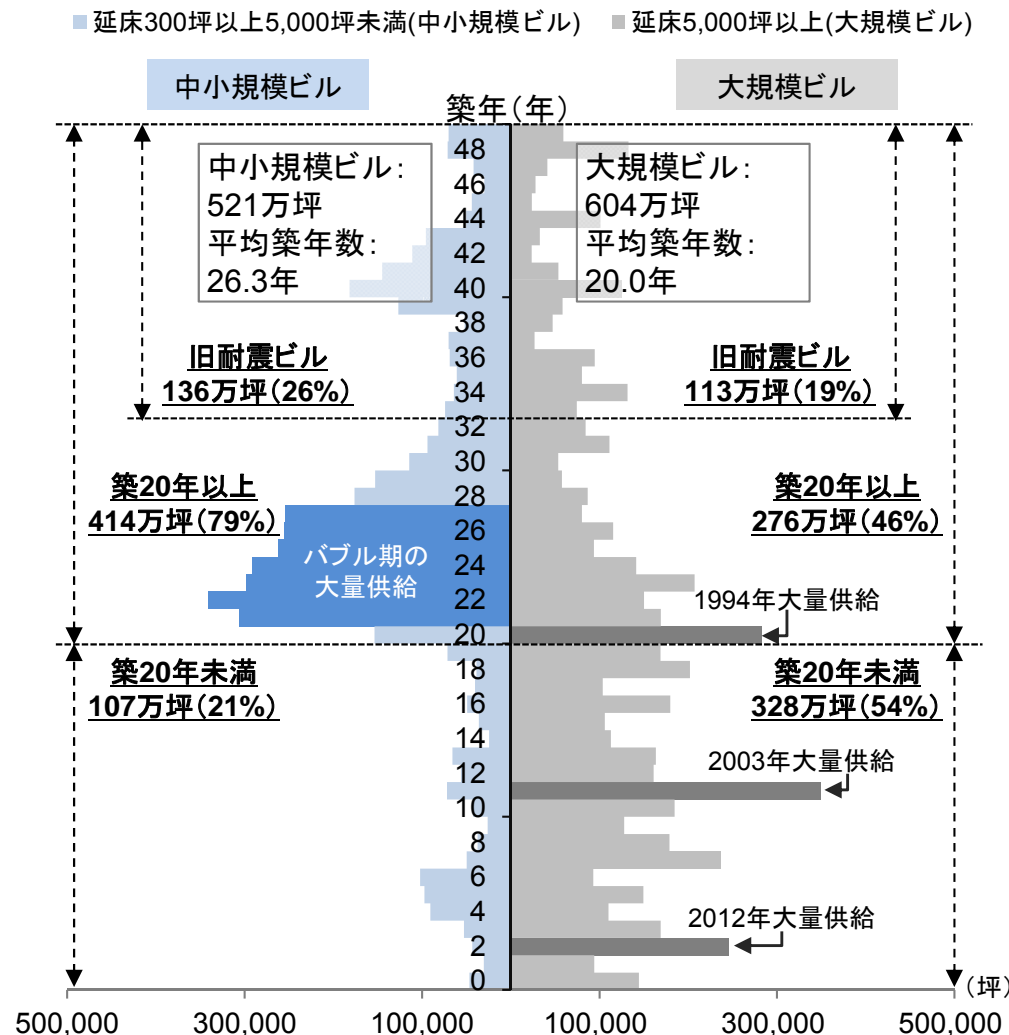 延床300坪以上5,000坪未満(中小規模ビル)
延床5,000坪以上(大規模ビル)
中小規模ビル
大規模ビル
築年(年)
中小規模ビル:
521万坪
平均築年数:
26.3年
大規模ビル:
604万坪
平均築年数:
20.0年
48
46
44
42
40
38
36
34
32
30
28
26
24
22
20
18
16
14
12
10
8
6
4
2
0
旧耐震ビル
136万坪(26%)
旧耐震ビル
113万坪(19%)
築20年以上
414万坪(79%)
築20年以上
276万坪(46%)
バブル期の
大量供給
1994年大量供給
築20年未満
107万坪(21%)
築20年未満
328万坪(54%)
2003年大量供給
2012年大量供給
(坪)
500,000
300,000
100,000
100,000
300,000
500,000